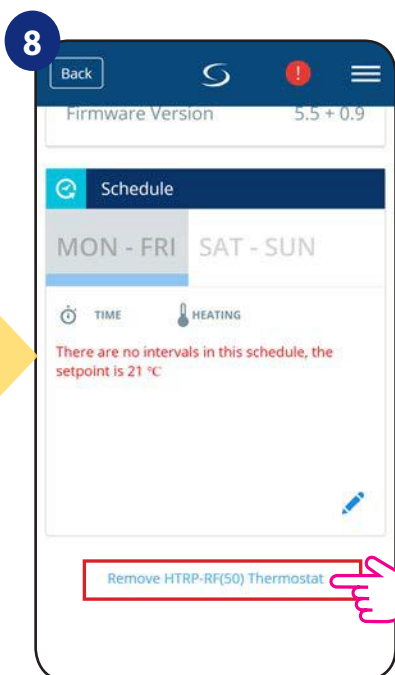 8
Back
!
Firmware Version 5.5 + 0.9
Schedule
MON - FRI SAT - SUN
TIME HEATING
There are no intervals in this schedule, the
setpoint is 21 °C
Remove HTRP-RF(50) Thermostat